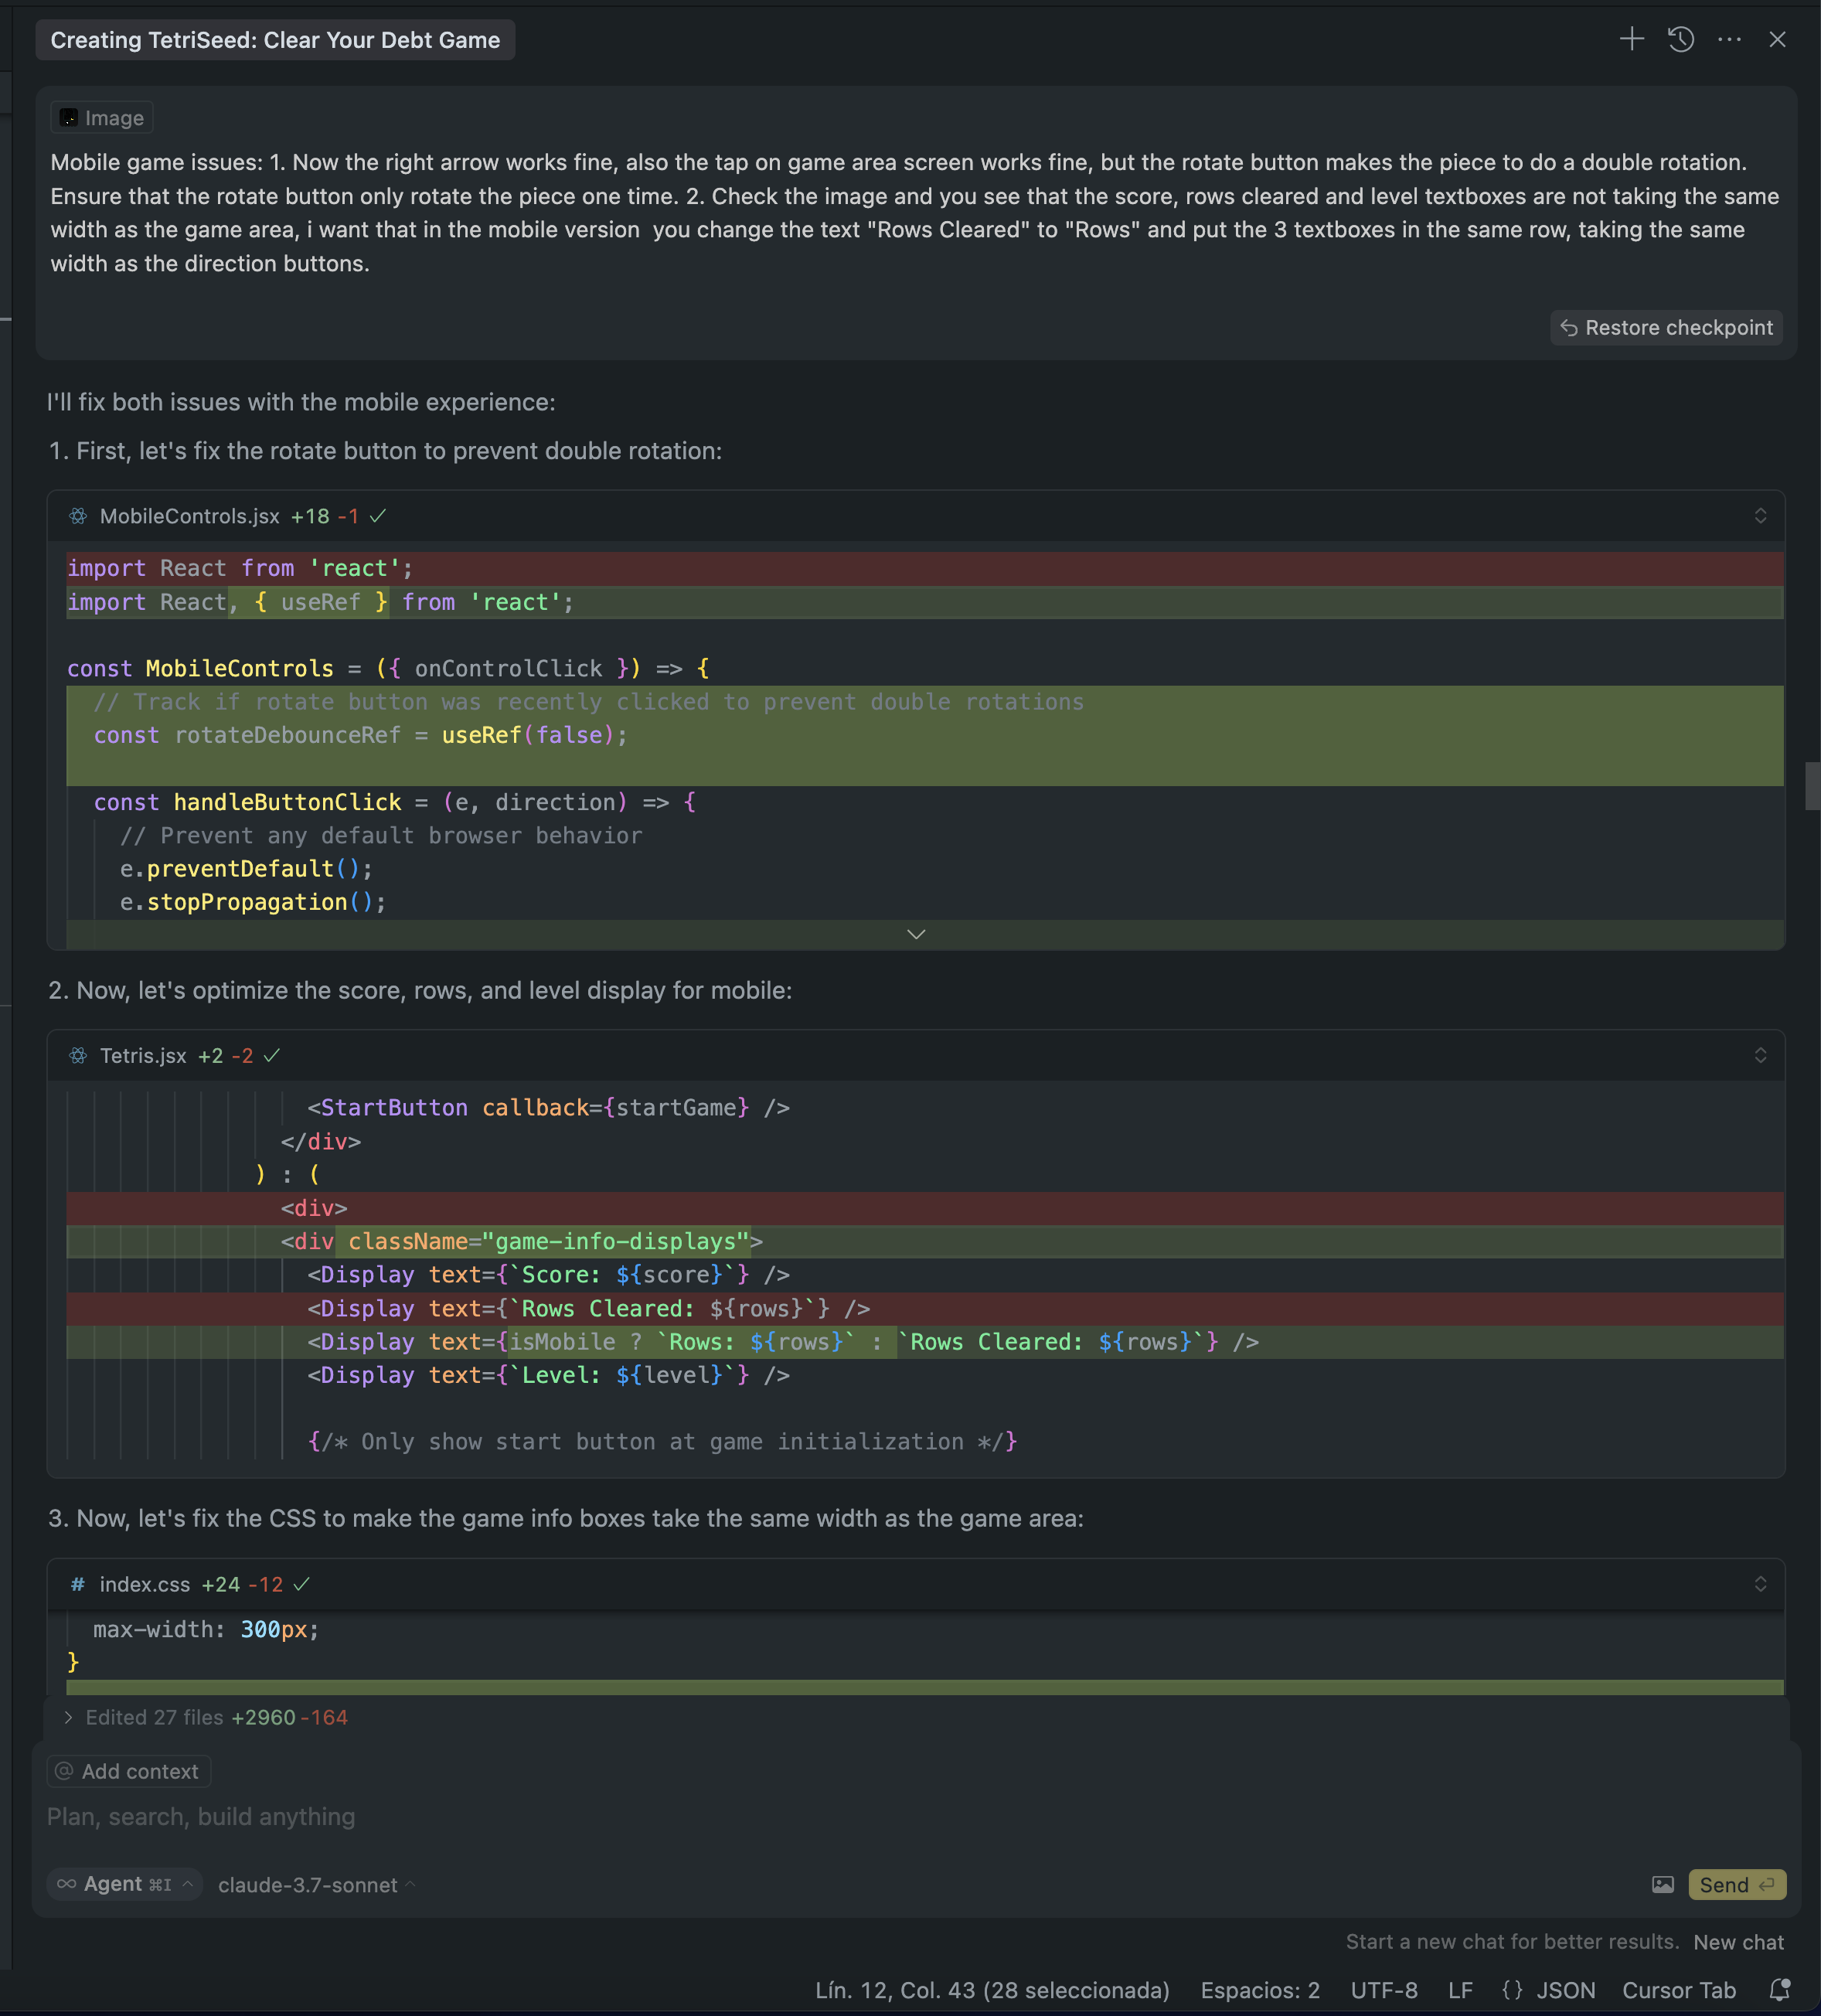 Creating TetriSeed: Clear Your Debt Game
Image
Mobile game issues: 1. Now the right arrow works fine, also the tap on game area screen works fine, but the rotate button makes the piece to do a double rotation.
Ensure that the rotate button only rotate the piece one time. 2. Check the image and you see that the score, rows cleared and level textboxes are not taking the same
width as the game area, i want that in the mobile version  you change the text "Rows Cleared" to "Rows" and put the 3 textboxes in the same row, taking the same
width as the direction buttons.
Restore checkpoint
I'll fix both issues with the mobile experience:
1. First, let's fix the rotate button to prevent double rotation:
MobileControls.jsx +18 -1
import React from 'react';
import React, { useRef } from 'react';
const MobileControls = ({ onControlClick }) => {
// Track if rotate button was recently clicked to prevent double rotations
const rotateDebounceRef = useRef(false);
const handleButtonClick = (e, direction) => {
// Prevent any default browser behavior
e.preventDefault();
e.stopPropagation();
2. Now, let's optimize the score, rows, and level display for mobile:
Tetris.jsx +2 -2
<StartButton callback={startGame} />
</div>
) : (
<div>
<div className="game-info-displays">
<Display text={`Score: ${score}`} />
<Display text={`Rows Cleared: ${rows}`} />
<Display text={isMobile ? `Rows: ${rows}` : `Rows Cleared: ${rows}`} />
<Display text={`Level: ${level}`} />
{/* Only show start button at game initialization */}
3. Now, let's fix the CSS to make the game info boxes take the same width as the game area:
# index.css +24 -12
max-width: 300px;
}
Edited 27 files +2960 -164
@ Add context
Plan, search, build anything
∞ Agent ⌘I claude-3.7-sonnet
Send
Start a new chat for better results. New chat
Lín. 12, Col. 43 (28 seleccionada) Espacios: 2 UTF-8 LF {} JSON Cursor Tab